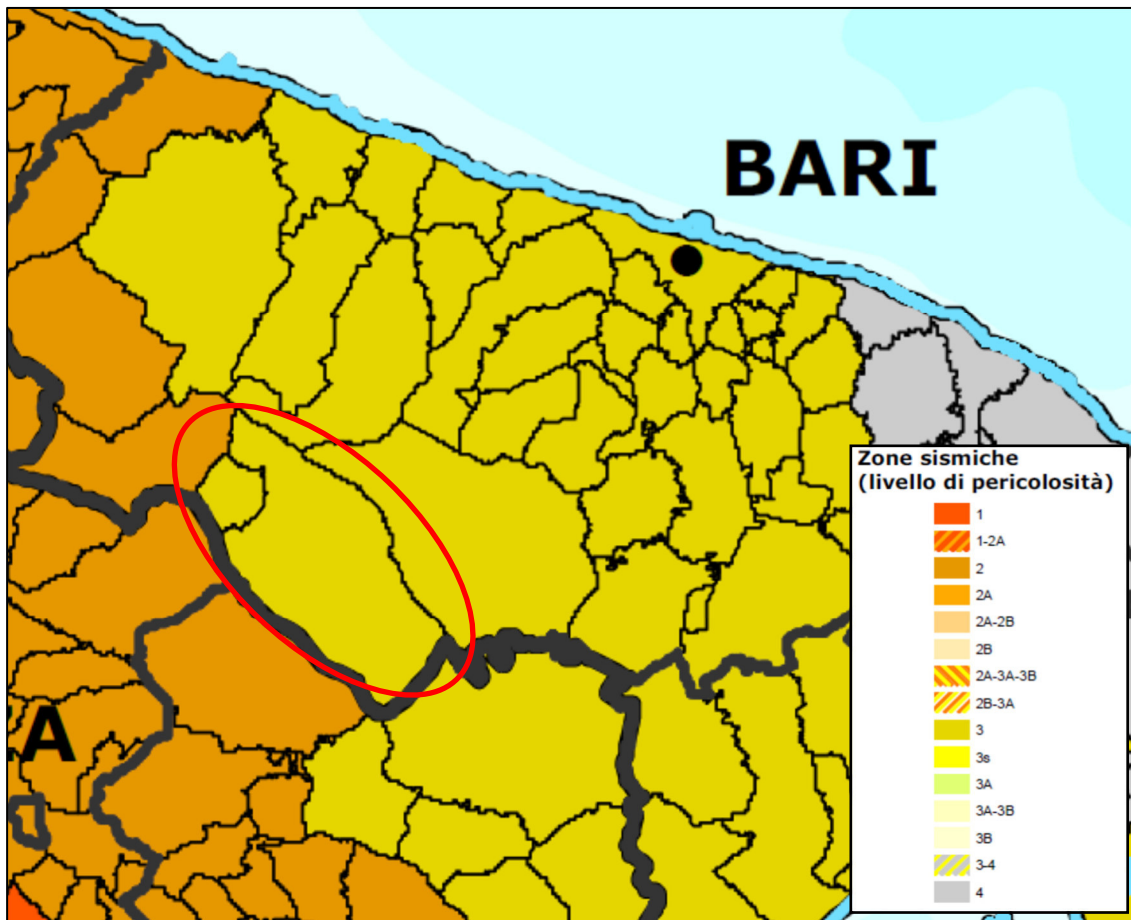 BARI
Zone sismiche
(livello di pericolosità)
1
1-2A
2
2A
2A-2B
2B
2A-3A-3B
2B-3A
3
3s
3A
3A-3B
3B
3-4
4
A